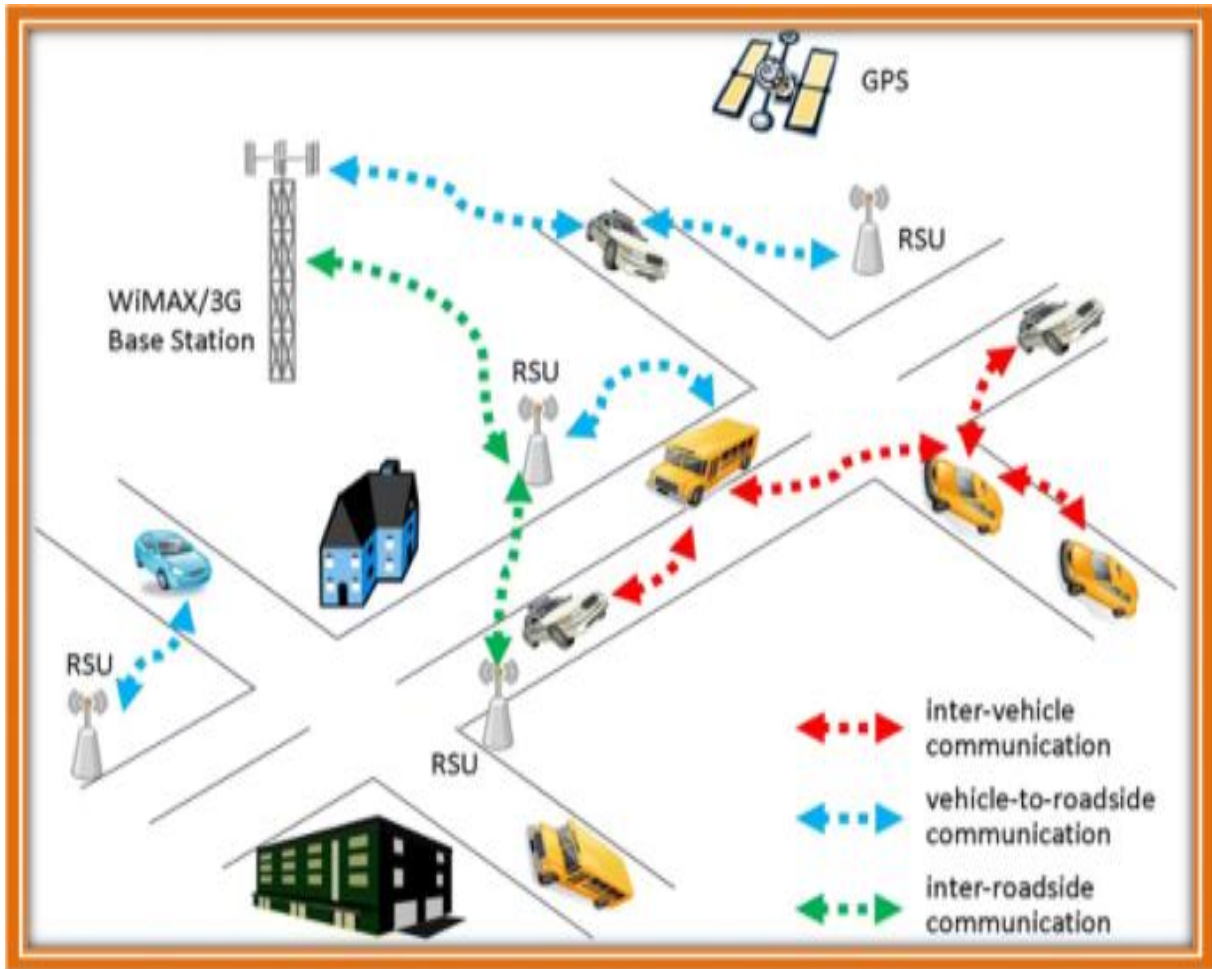 GPS
RSU
WiMAX/3G
Base Station
RSU
RSU
RSU
inter-vehicle
communication
vehicle-to-roadside
communication
inter-roadside
communication